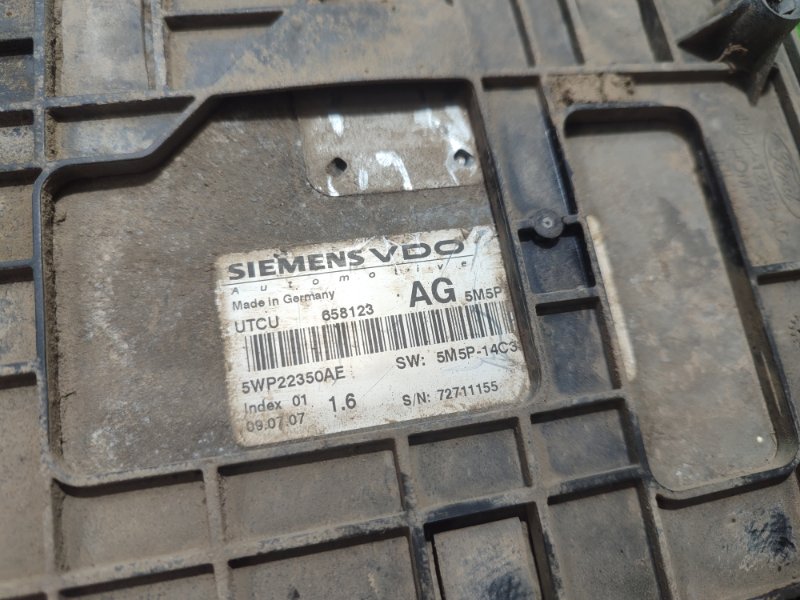 SIEMENS VDO
Automotive
Made in Germany
AG 5M5P
UTCU 658123
5WP22350AE SW: 5M5P-14C3
Index 01 1.6 S/N: 72711155
09.07.07